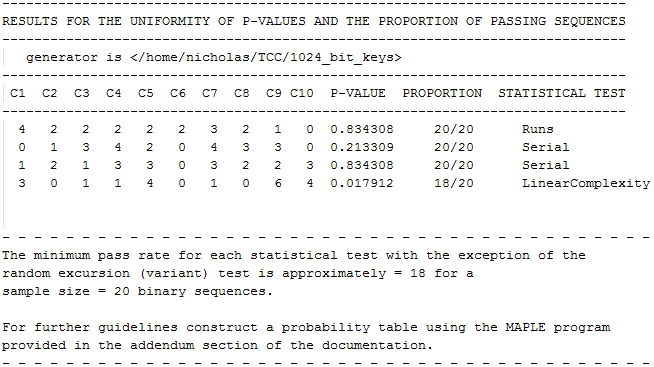 ------------------------------------------------------------------------------
RESULTS FOR THE UNIFORMITY OF P-VALUES AND THE PROPORTION OF PASSING SEQUENCES
------------------------------------------------------------------------------
   generator is </home/nicholas/TCC/1024_bit_keys>
------------------------------------------------------------------------------
 C1  C2  C3  C4  C5  C6  C7  C8  C9 C10  P-VALUE  PROPORTION  STATISTICAL TEST
------------------------------------------------------------------------------
  4   2   2   2   2   2   3   2   1   0  0.834308     20/20      Runs
  0   1   3   4   2   0   4   3   3   0  0.213309     20/20      Serial
  1   2   1   3   3   0   3   2   2   3  0.834308     20/20      Serial
  3   0   1   1   4   0   1   0   6   4  0.017912     18/20      LinearComplexity
- - - - - - - - - - - - - - - - - - - - - - - - - - - - - - - - - - - - - - - - -
The minimum pass rate for each statistical test with the exception of the
random excursion (variant) test is approximately = 18 for a
sample size = 20 binary sequences.
For further guidelines construct a probability table using the MAPLE program
provided in the addendum section of the documentation.
- - - - - - - - - - - - - - - - - - - - - - - - - - - - - - - - - - - - - - - - -